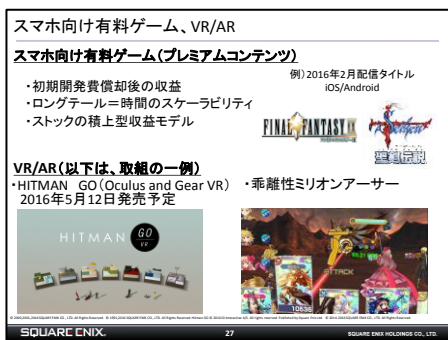 スマホ向け有料ゲーム、VR/AR
スマホ向け有料ゲーム(プレミアムコンテンツ)
・初期開発費償却後の収益
・ロングテール=時間のスケーラビリティ
・ストックの積上型収益モデル
例)2016年2月配信タイトル
iOS/Android
FINAL FANTASY IX
聖剣伝説
VR/AR(以下は、取組の一例)
・HITMAN GO(Oculus and Gear VR)
2016年5月12日発売予定
・乖離性ミリオンアーサー
HITMAN GO
VR
ATTACK
10536
SQUARE ENIX.
27
SQUARE ENIX HOLDINGS CO., LTD.